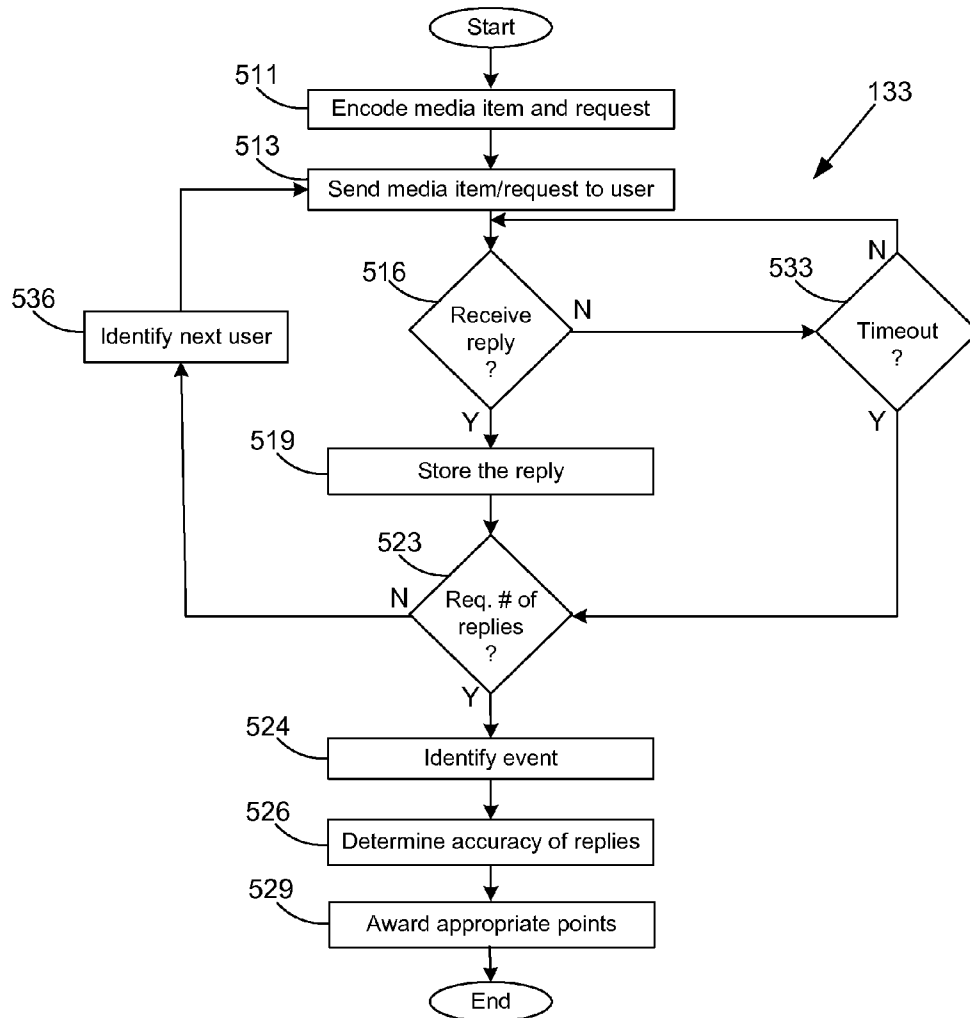 Start
511
Encode media item and request
133
513
Send media item/request to user
N
516
533
536
Receive
reply
?
N
Timeout
?
Identify next user
Y
Y
519
Store the reply
523
N
Req. # of
replies
?
Y
524
Identify event
526
Determine accuracy of replies
529
Award appropriate points
End